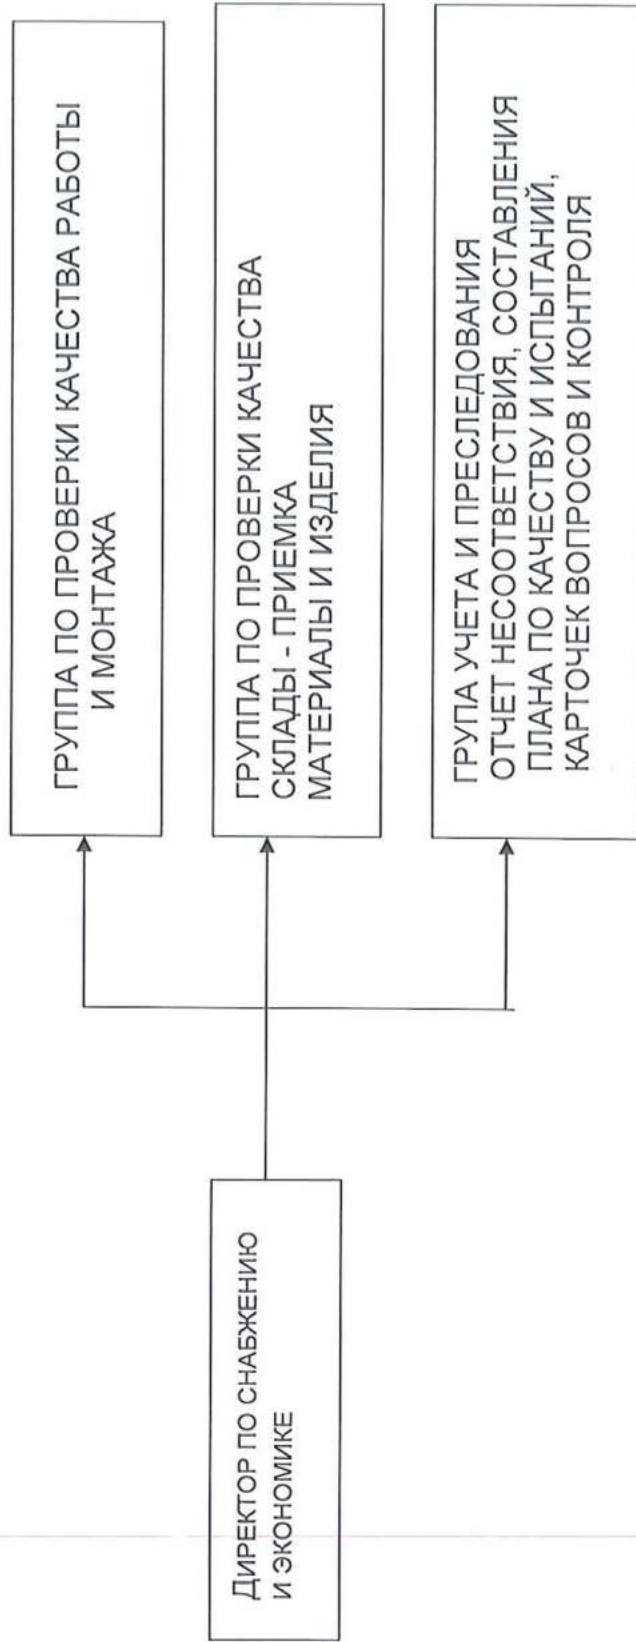 ДИРЕКТОР ПО СНАБЖЕНИЮ
И ЭКОНОМИКЕ
ГРУППА ПО ПРОВЕРКИ КАЧЕСТВА РАБОТЫ
И МОНТАЖА
ГРУППА ПО ПРОВЕРКИ КАЧЕСТВА
СКЛАДЫ - ПРИЕМКА
МАТЕРИАЛЫ И ИЗДЕЛИЯ
ГРУПА УЧЕТА И ПРЕСЛЕДОВАНИЯ
ОТЧЕТ НЕСООТВЕТСТВИЯ, СОСТАВЛЕНИЯ
ПЛАНА ПО КАЧЕСТВУ И ИСПЫТАНИЙ,
КАРТОЧЕК ВОПРОСОВ И КОНТРОЛЯ